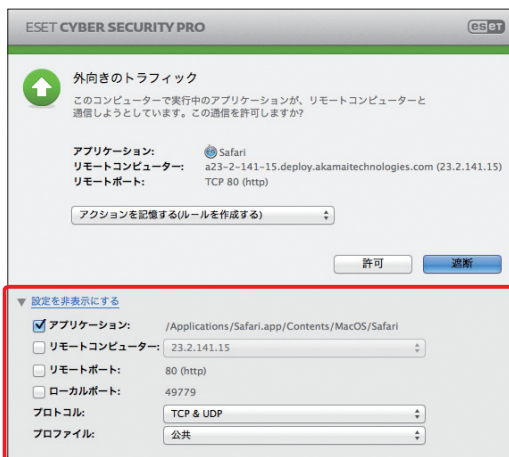 ESET CYBER SECURITY PRO
eset
外向きのトラフィック
このコンピューターで実行中のアプリケーションが、リモートコンピューターと
通信しようとしています。この通信を許可しますか?
アプリケーション: Safari
リモートコンピューター: a23-2-141-15.deploy.akamaitechnologies.com (23.2.141.15)
リモートポート: TCP 80 (http)
アクションを記憶する(ルールを作成する)
許可 遮断
設定を非表示にする
アプリケーション: /Applications/Safari.app/Contents/MacOS/Safari
リモートコンピューター: 23.2.141.15
リモートポート: 80 (http)
ローカルポート: 49779
プロトコル: TCP & UDP
プロファイル: 公共